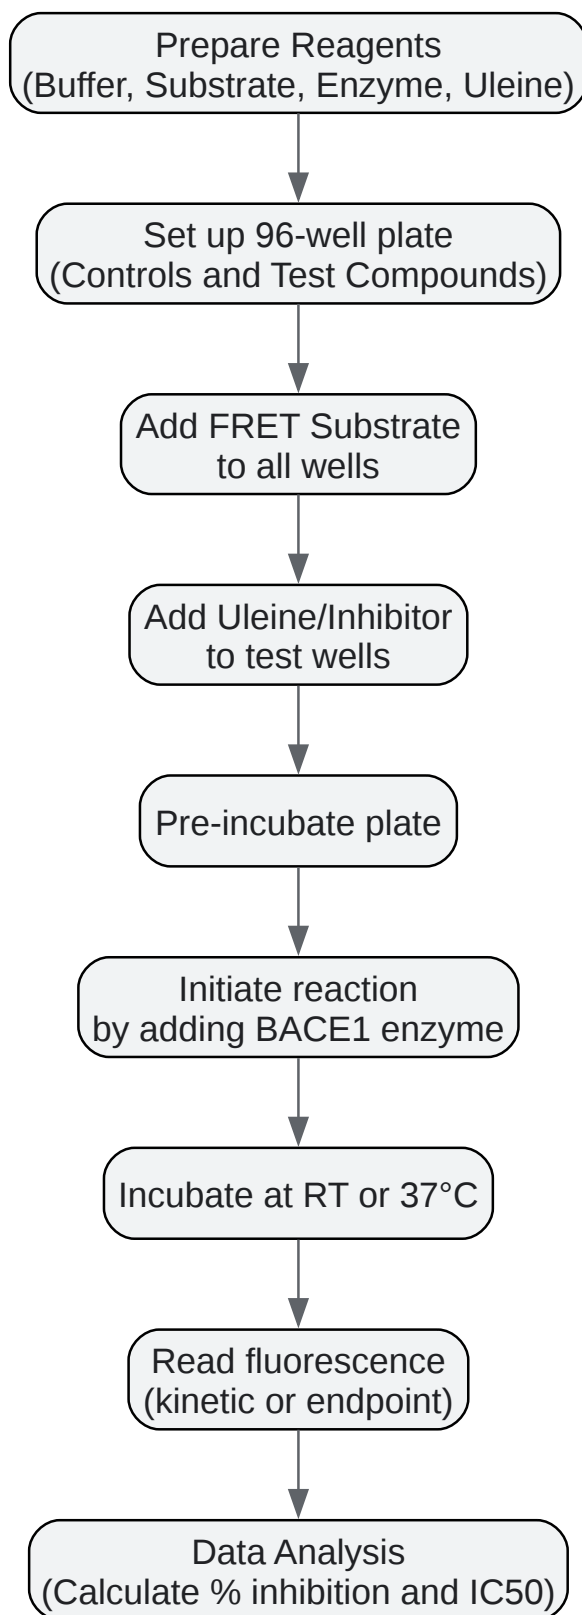 Prepare Reagents
(Buffer, Substrate, Enzyme, Uleine)
Set up 96-well plate
(Controls and Test Compounds)
Add FRET Substrate
to all wells
Add Uleine/Inhibitor
to test wells
Pre-incubate plate
Initiate reaction
by adding BACE1 enzyme
Incubate at RT or 37°C
Read fluorescence
(kinetic or endpoint)
Data Analysis
(Calculate % inhibition and IC50)